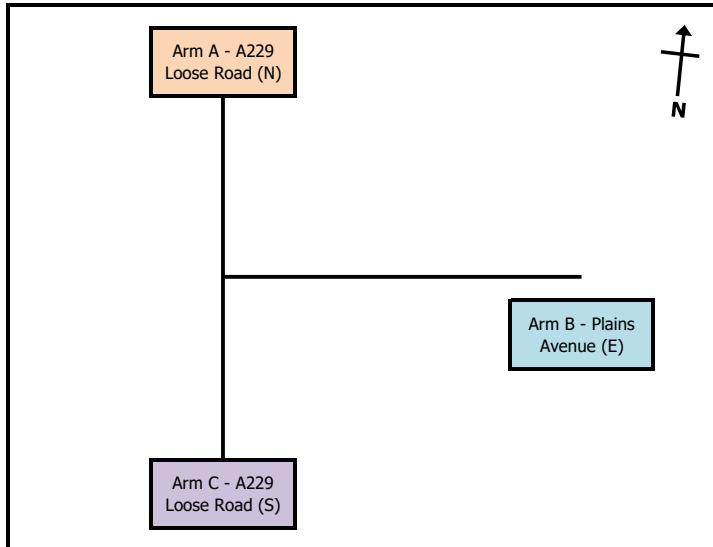 Arm A - A229
Loose Road (N)
N
Arm B - Plains
Avenue (E)
Arm C - A229
Loose Road (S)